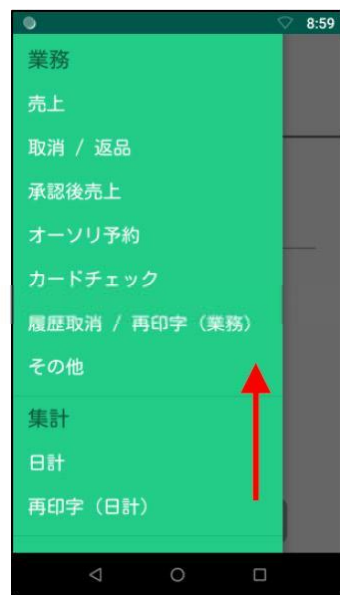 8:59
業務
売上
取消 / 返品
承認後売上
オーソリ予約
カードチェック
履歴取消 / 再印字（業務）
その他
集計
日計
再印字（日計）